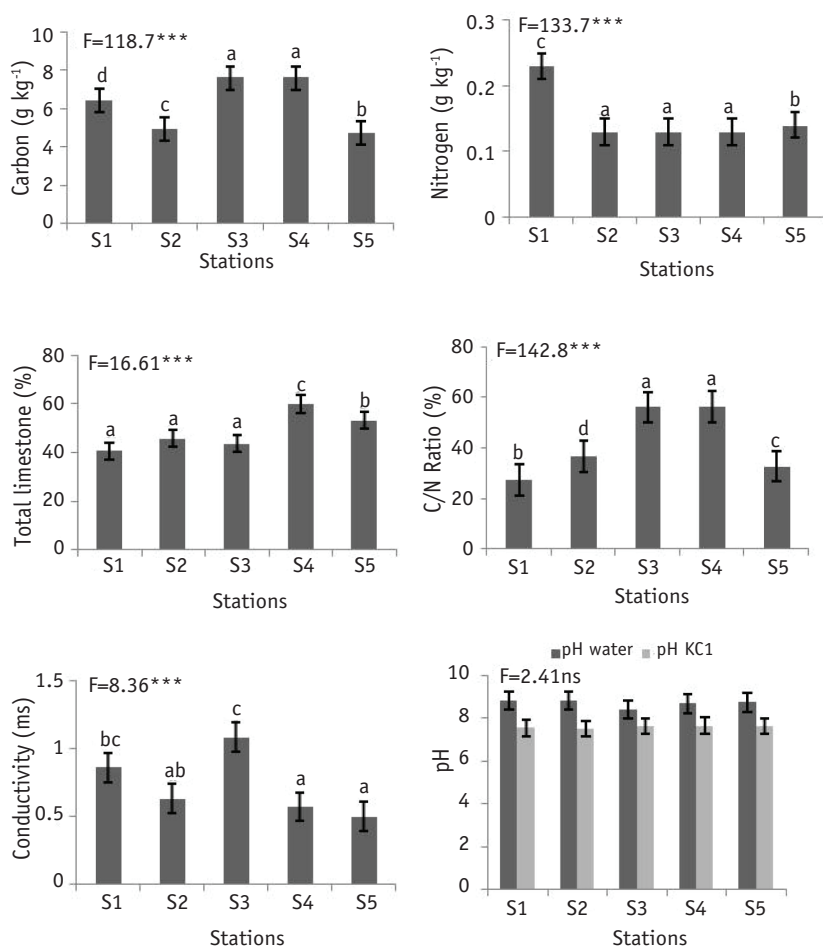 F=118.7***
Carbon (g kg-1)
10
8
6
4
2
0
d
c
a
a
b
S1 S2 S3 S4 S5
Stations
F=133.7***
Nitrogen (g kg-1)
0.3
0.2
0.1
0
c
a
a
a
b
S1 S2 S3 S4 S5
Stations
F=16.61***
Total limestone (%)
80
60
40
20
0
a
a
a
c
b
S1 S2 S3 S4 S5
Stations
F=142.8***
C/N Ratio (%)
80
60
40
20
0
b
d
a
a
c
S1 S2 S3 S4 S5
Stations
F=8.36***
Conductivity (ms)
1.5
1
0.5
0
bc
ab
c
a
a
S1 S2 S3 S4 S5
Stations
pH water pH KC1
F=2.41ns
pH
10
8
6
4
2
0
S1 S2 S3 S4 S5
Stations